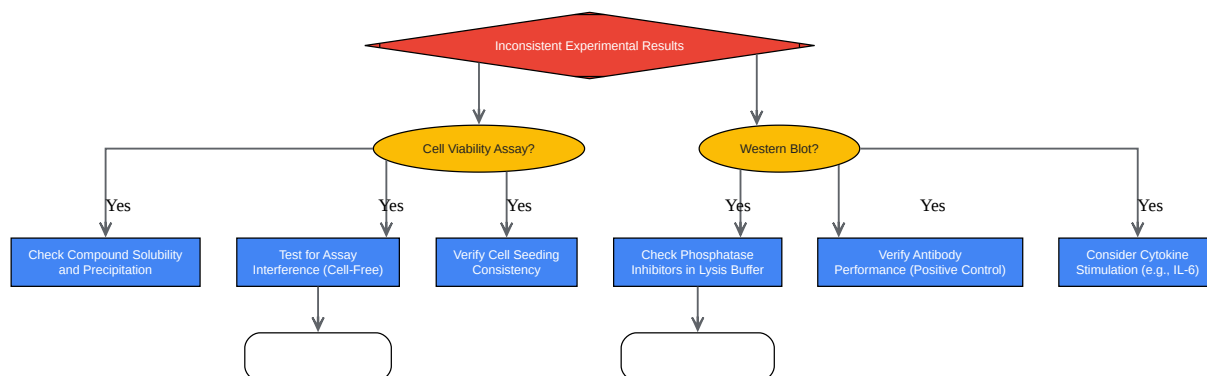 Inconsistent Experimental Results
Cell Viability Assay?
Western Blot?
Yes
Yes
Yes
Yes
Yes
Yes
Check Compound Solubility
and Precipitation
Test for Assay
Interference (Cell-Free)
Verify Cell Seeding
Consistency
Check Phosphatase
Inhibitors in Lysis Buffer
Verify Antibody
Performance (Positive Control)
Consider Cytokine
Stimulation (e.g., IL-6)